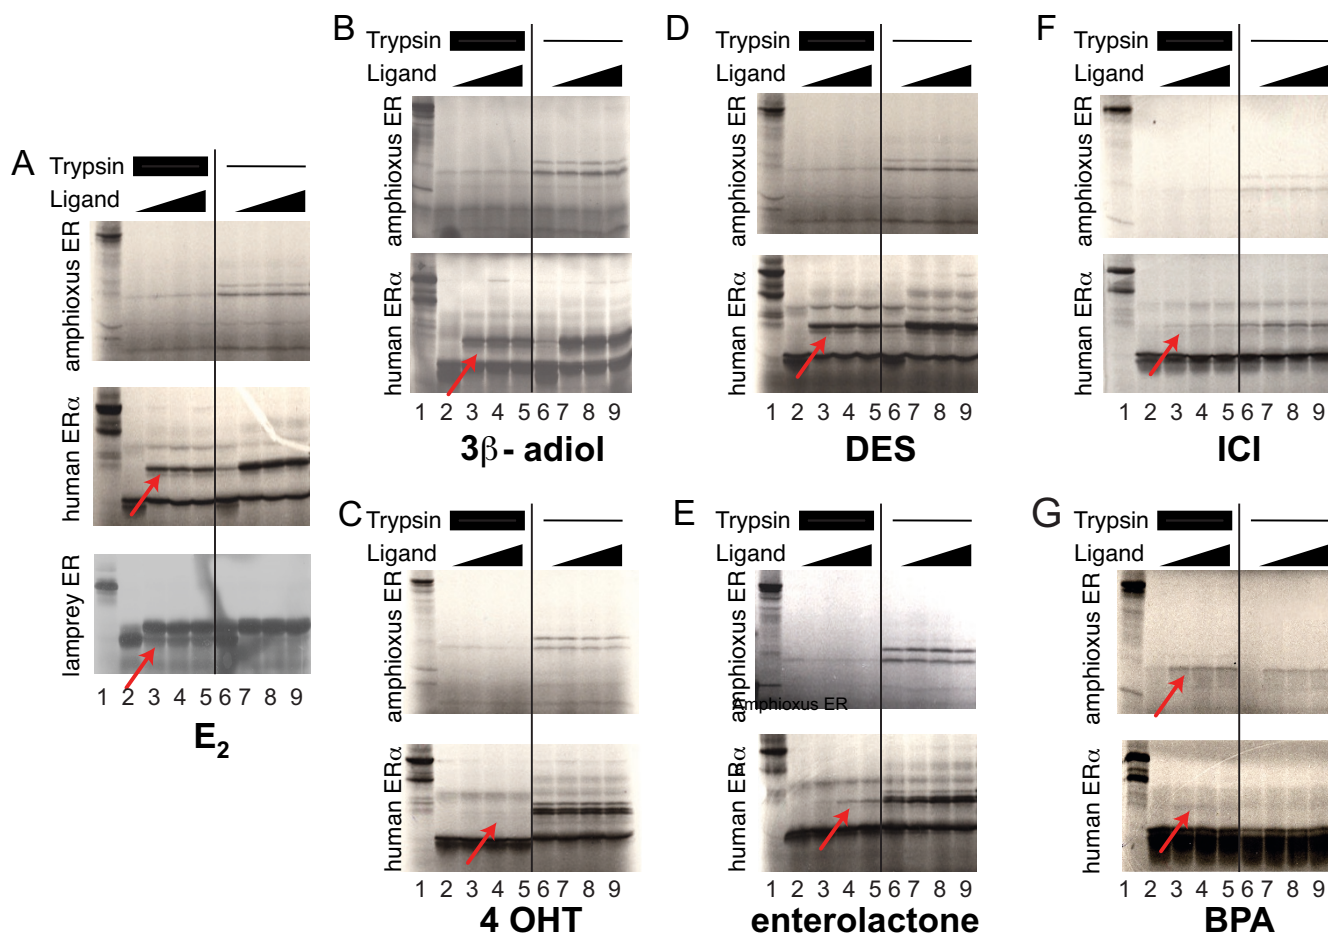 A
Trypsin
Ligand
amphioxus ER
human ERα
lamprey ER
1 2 3 4 5 6 7 8 9
E2
B
Trypsin
Ligand
amphioxus ER
human ERα
1 2 3 4 5 6 7 8 9
3β- adiol
C
Trypsin
Ligand
amphioxus ER
human ERα
1 2 3 4 5 6 7 8 9
4 OHT
D
Trypsin
Ligand
amphioxus ER
human ERα
1 2 3 4 5 6 7 8 9
DES
E
Trypsin
Ligand
amphioxus ER
Amphioxus ER
human ERα
1 2 3 4 5 6 7 8 9
enterolactone
F
Trypsin
Ligand
amphioxus ER
human ERα
1 2 3 4 5 6 7 8 9
ICI
G
Trypsin
Ligand
amphioxus ER
human ERα
1 2 3 4 5 6 7 8 9
BPA